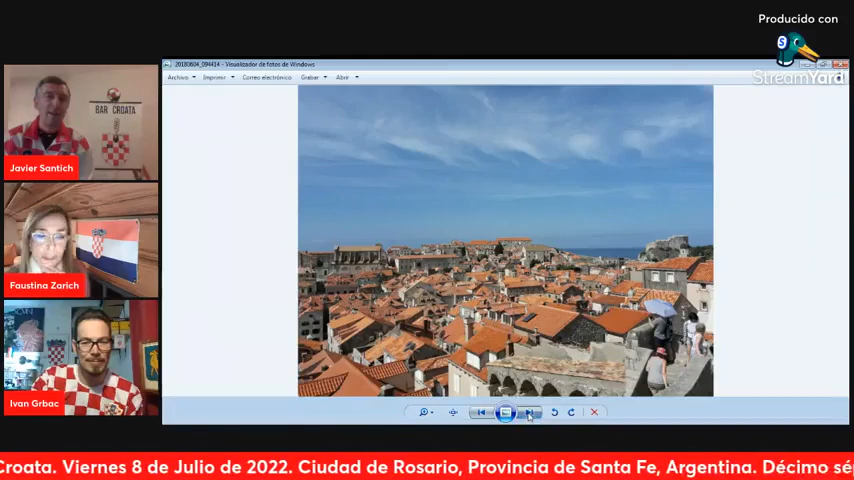 Producido con
StreamYard
20180604_094414 - Visualizador de fotos de Windows
Archivo Imprimir Correo electrónico Grabar Abrir
BAR CROATA
Javier Santich
Faustina Zarich
Ivan Grbac
Croata. Viernes 8 de Julio de 2022. Ciudad de Rosario, Provincia de Santa Fe, Argentina. Décimo sé